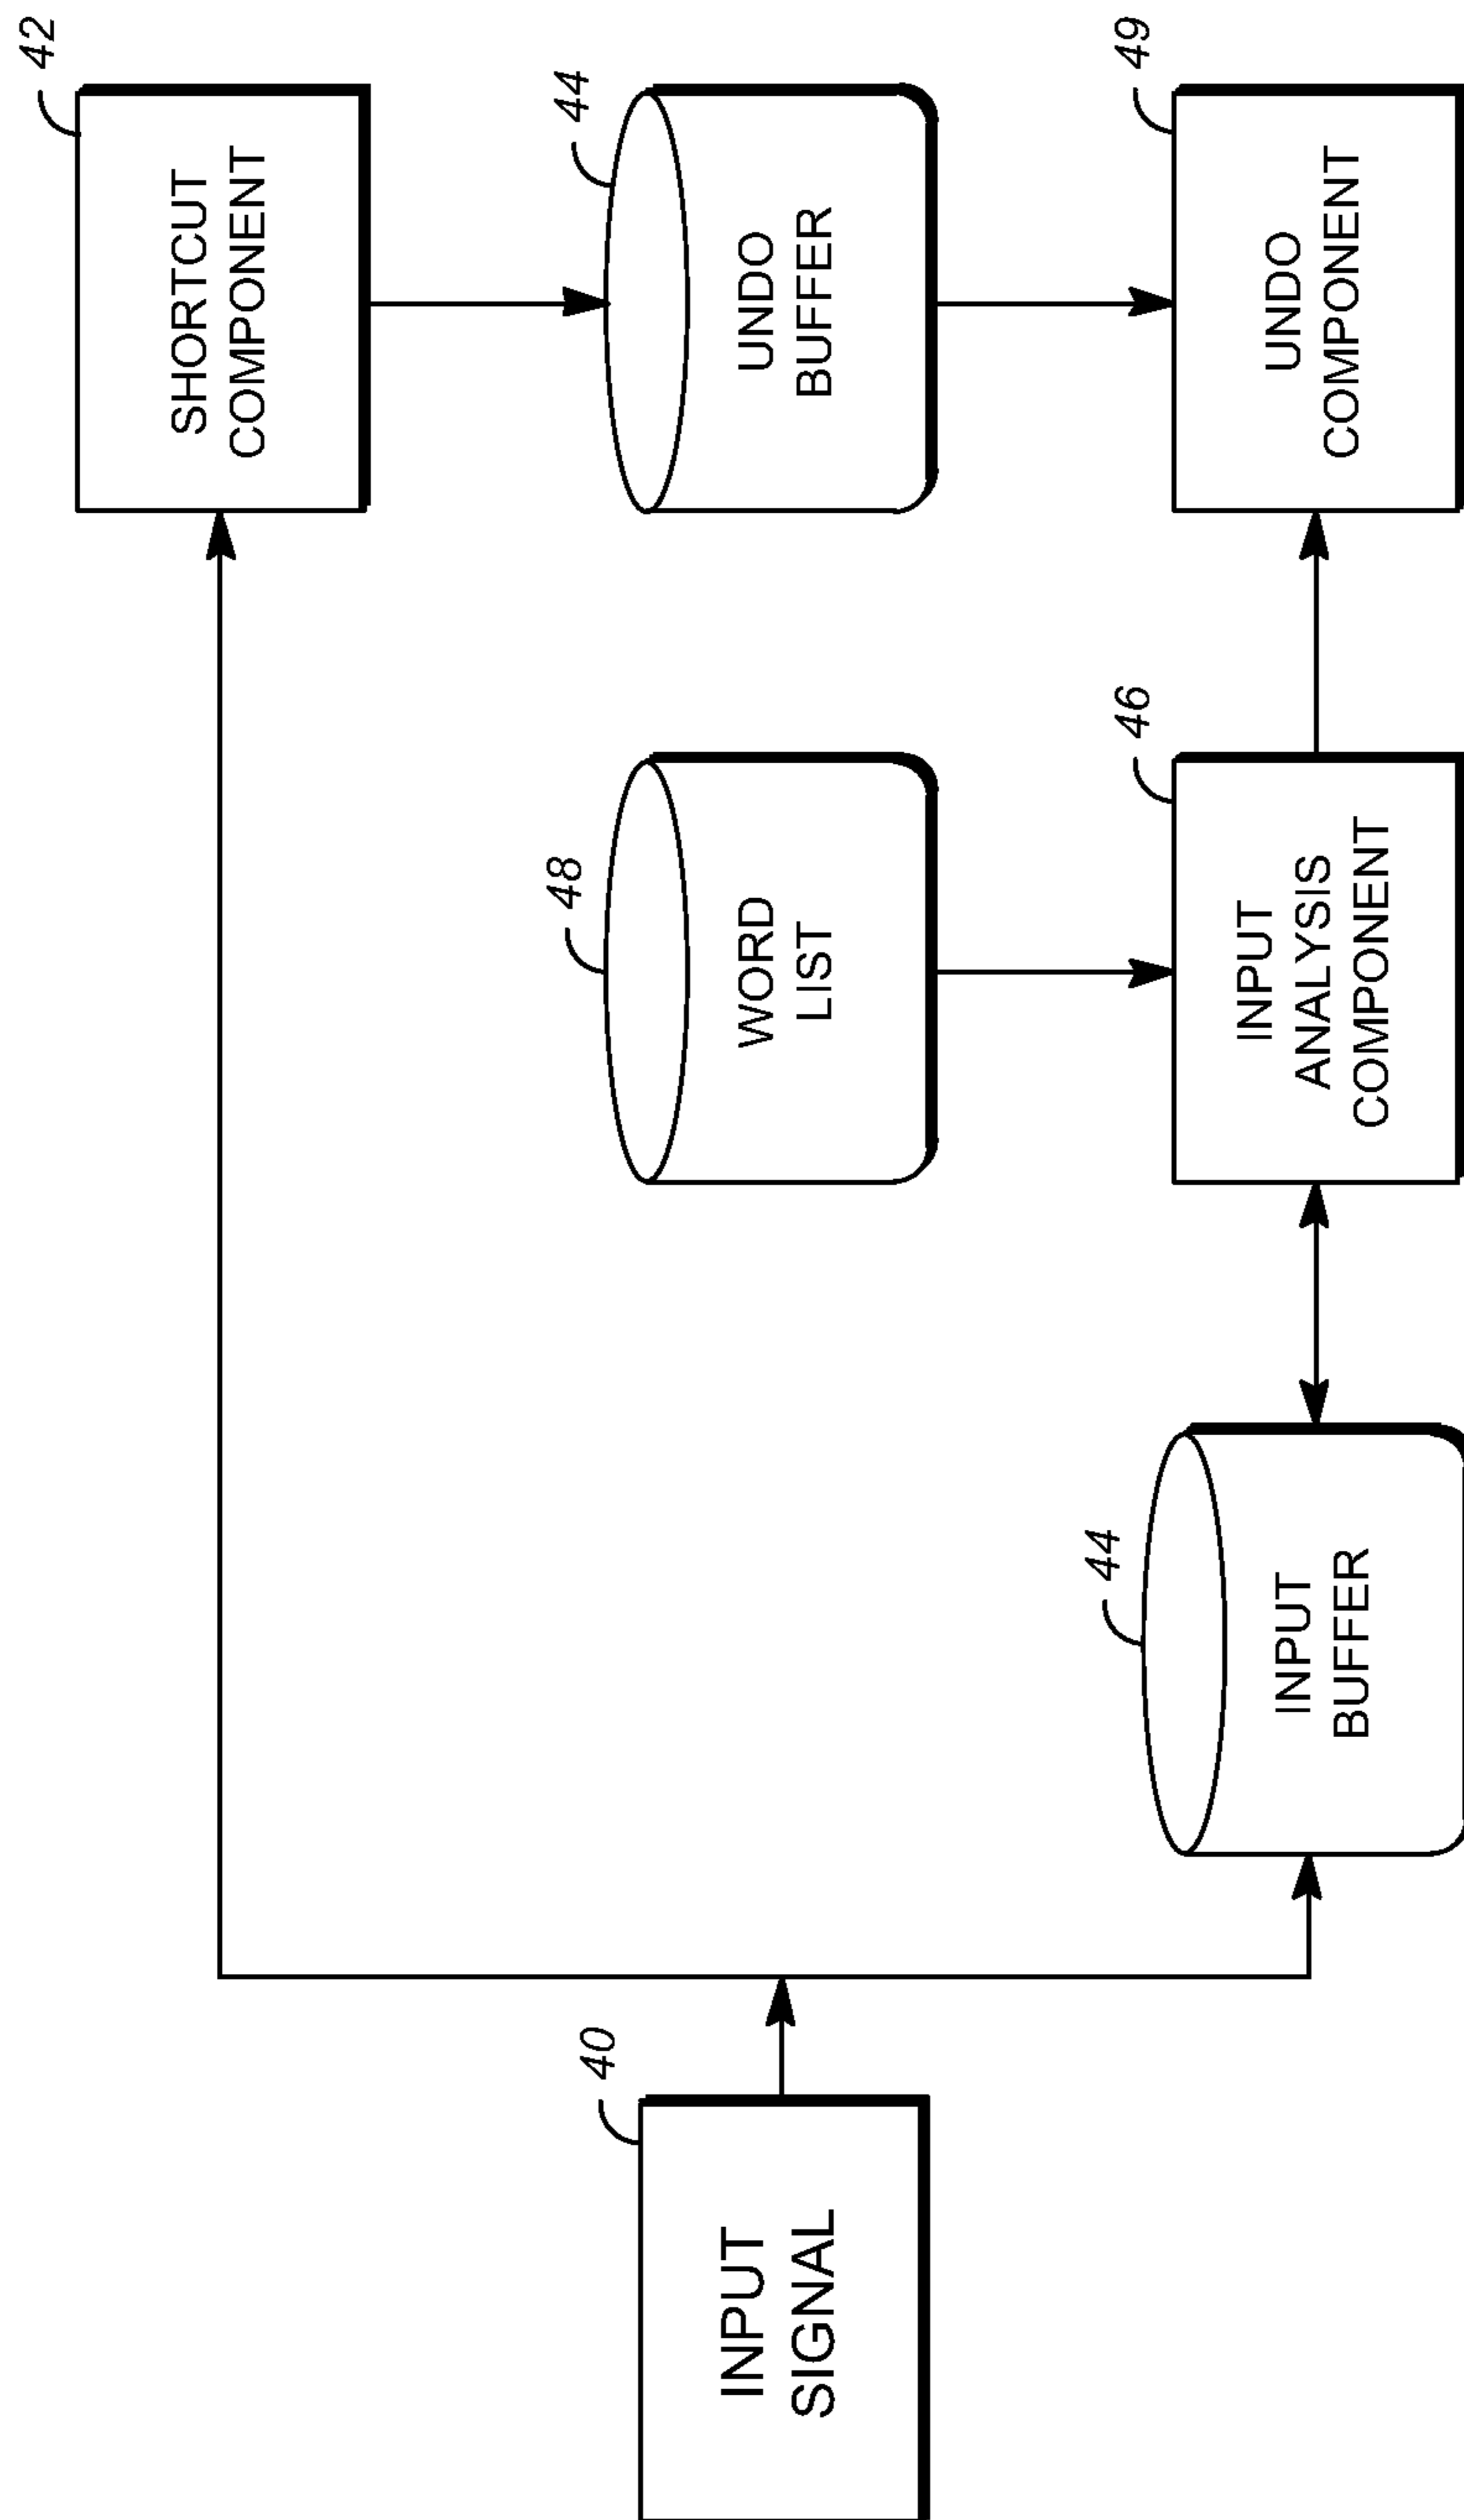 42
SHORTCUT
COMPONENT
44
UNDO
BUFFER
49
UNDO
COMPONENT
48
WORD
LIST
46
INPUT
ANALYSIS
COMPONENT
44
INPUT
BUFFER
40
INPUT
SIGNAL